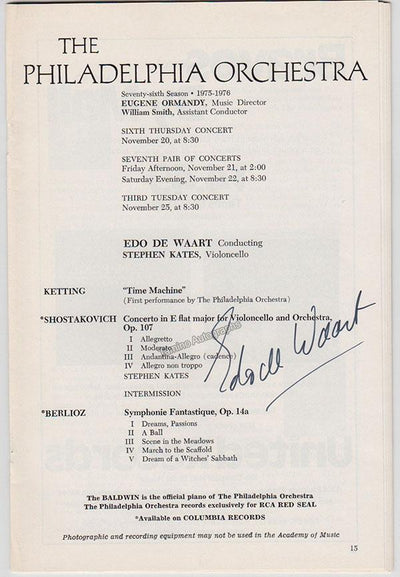 THE
PHILADELPHIA ORCHESTRA
Seventy-sixth Season • 1975-1976
EUGENE ORMANDY, Music Director
William Smith, Assistant Conductor
SIXTH THURSDAY CONCERT
November 20, at 8:30
SEVENTH PAIR OF CONCERTS
Friday Afternoon, November 21, at 2:00
Saturday Evening, November 22, at 8:30
THIRD TUESDAY CONCERT
November 25, at 8:30
EDO DE WAART Conducting
STEPHEN KATES, Violoncello
KETTING "Time Machine"
(First performance by The Philadelphia Orchestra)
*SHOSTAKOVICH Concerto in E flat major for Violoncello and Orchestra,
Op. 107
I Allegretto
II Moderato
III Andantina-Allegro (cadence)
IV Allegro non troppo
STEPHEN KATES
Edo de Waart
INTERMISSION
*BERLIOZ Symphonie Fantastique, Op. 14a
I Dreams, Passions
II A Ball
III Scene in the Meadows
IV March to the Scaffold
V Dream of a Witches' Sabbath
The BALDWIN is the official piano of The Philadelphia Orchestra
The Philadelphia Orchestra records exclusively for RCA RED SEAL
*Available on COLUMBIA RECORDS
Photographic and recording equipment may not be used in the Academy of Music
15